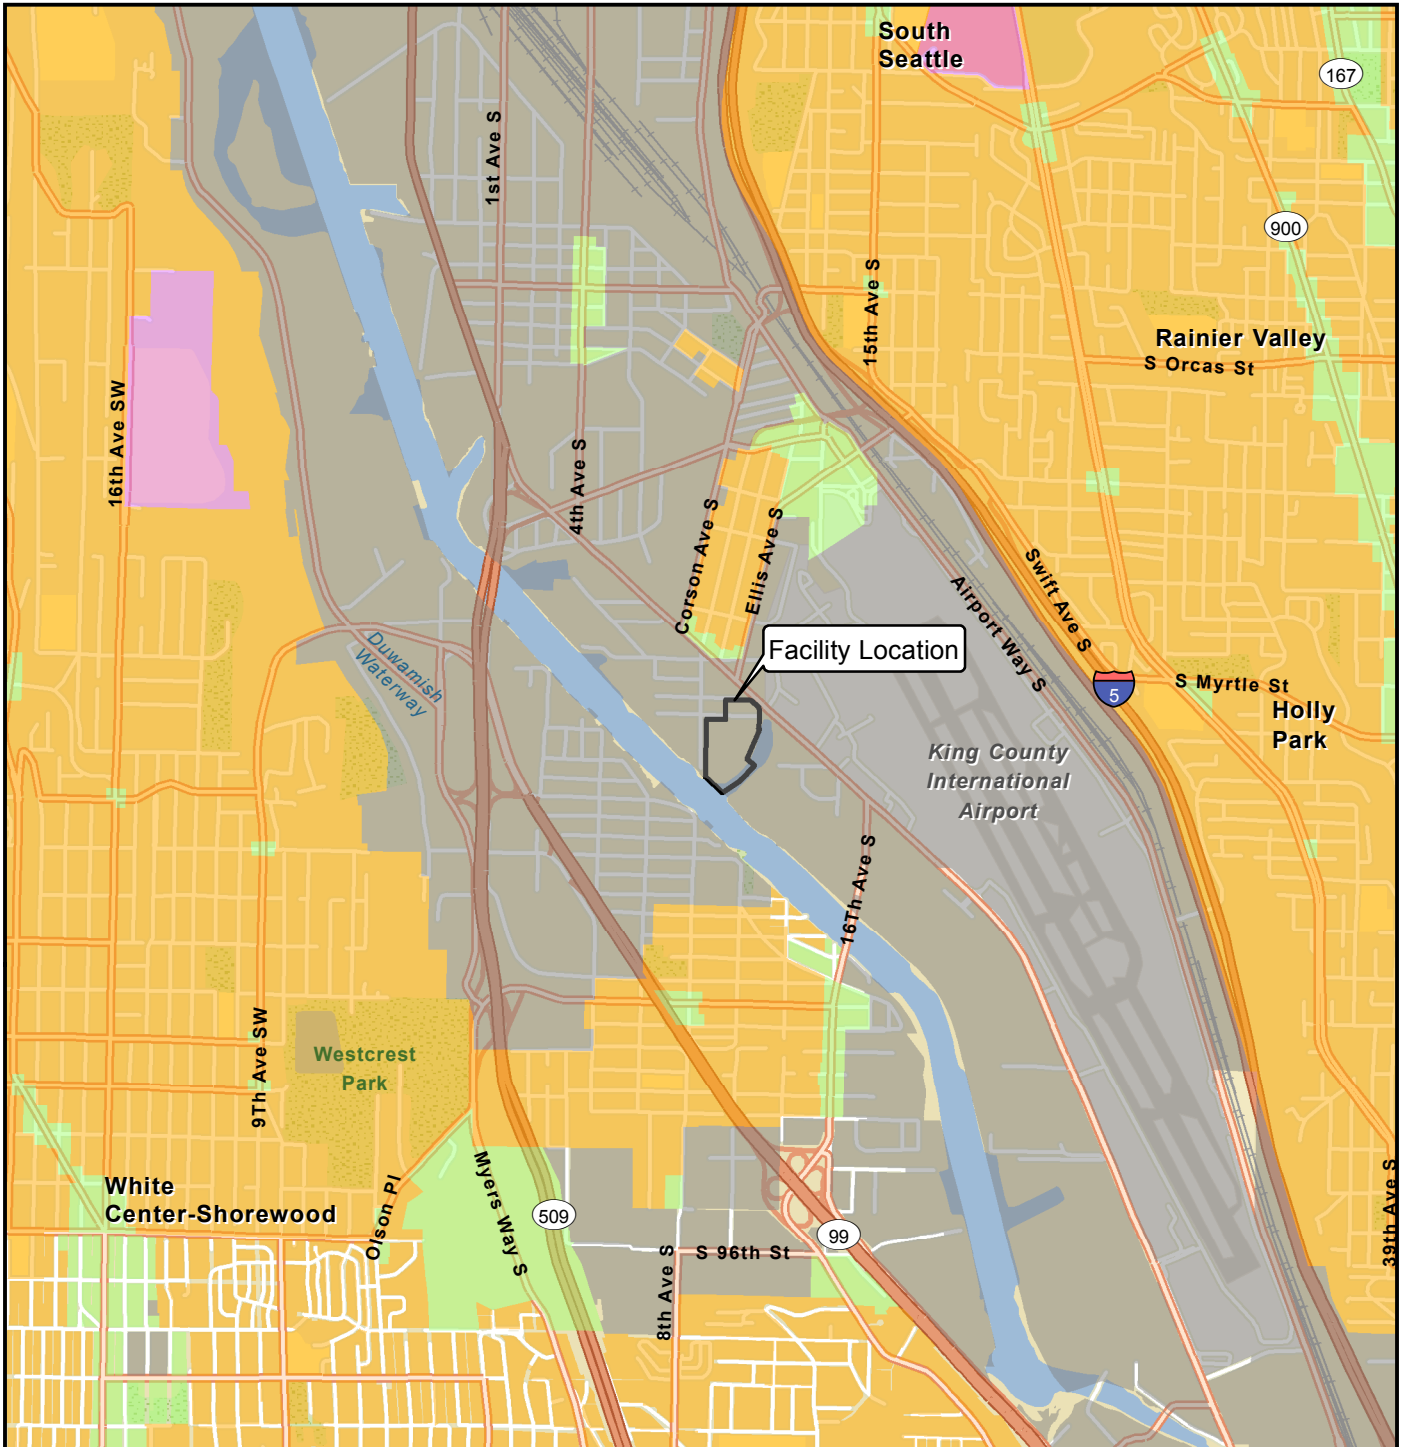 South
Seattle
167
1st Ave S
900
15th Ave S
Rainier Valley
S Orcas St
16th Ave SW
4th Ave S
Corson Ave S
Ellis Ave S
Swift Ave S
Airport Way S
Duwamish
Waterway
Facility Location
5
S Myrtle St
Holly
Park
King County
International
Airport
16Th Ave S
9Th Ave SW
Westcrest
Park
White
Center-Shorewood
Olson Pl
Myers Way S
509
99
8th Ave S
S 96th St
39th Ave S